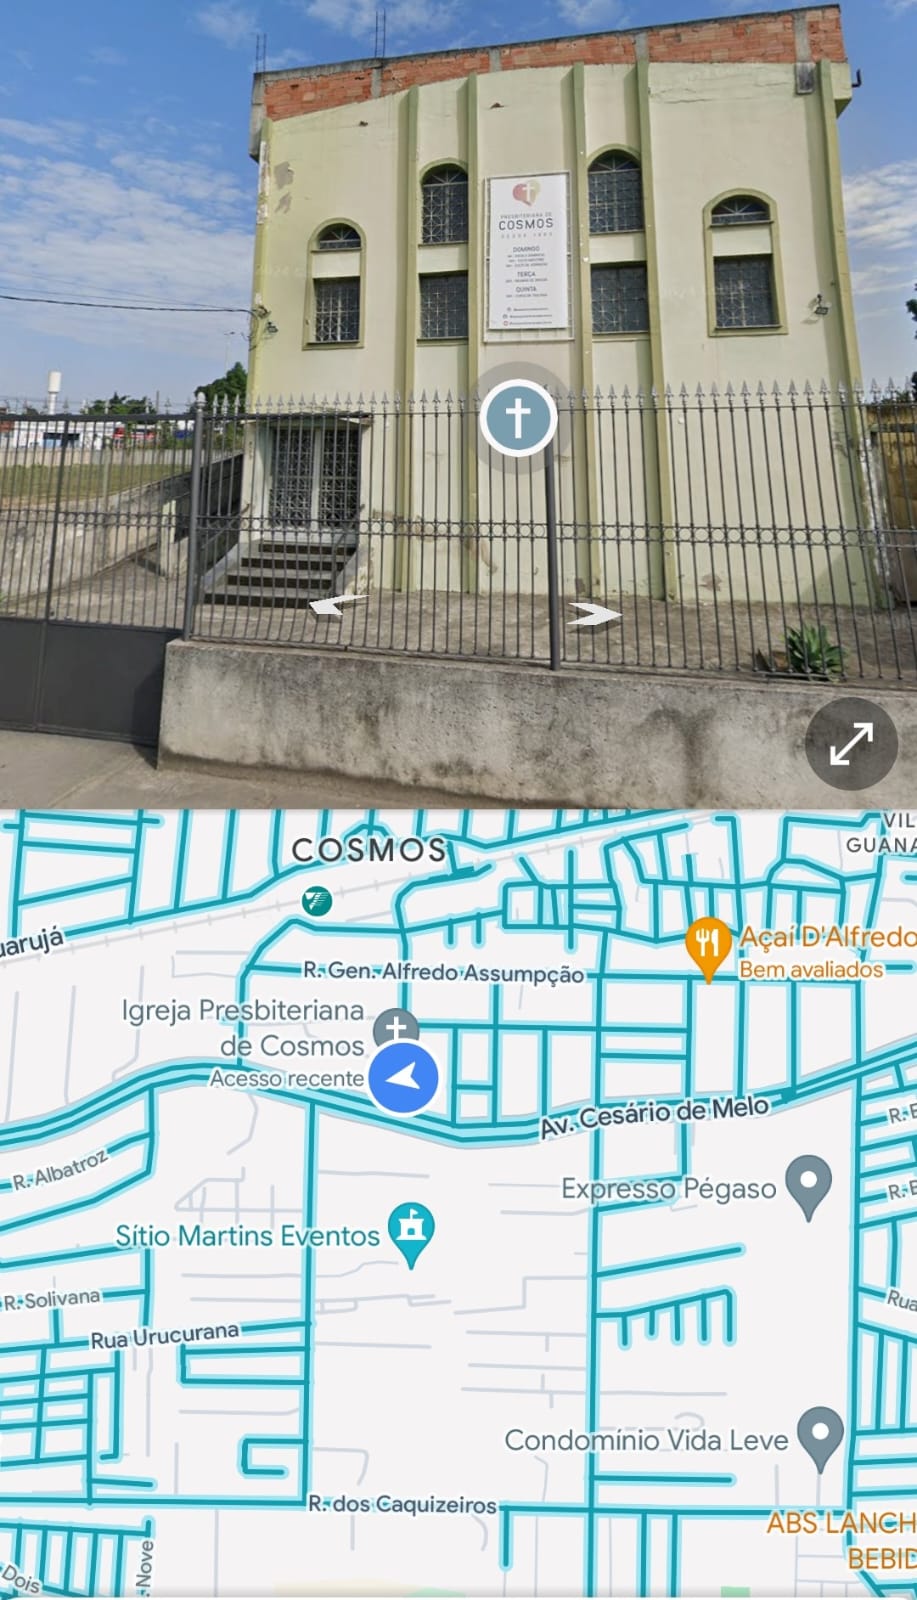 PRESBITERIANA DE
COSMOS
DOMINGO
TERÇA
QUINTA
COSMOS
VIL
GUANA
uarujá
Açaí D'Alfredo
Bem avaliados
R. Gen. Alfredo Assumpção
Igreja Presbiteriana
de Cosmos
Acesso recente
Av. Cesário de Melo
R. Albatroz
Expresso Pégaso
Sítio Martins Eventos
R. Solivana
Rua
Rua Urucurana
Condomínio Vida Leve
R. dos Caquizeiros
ABS LANCH
BEBID
Nove
Dois